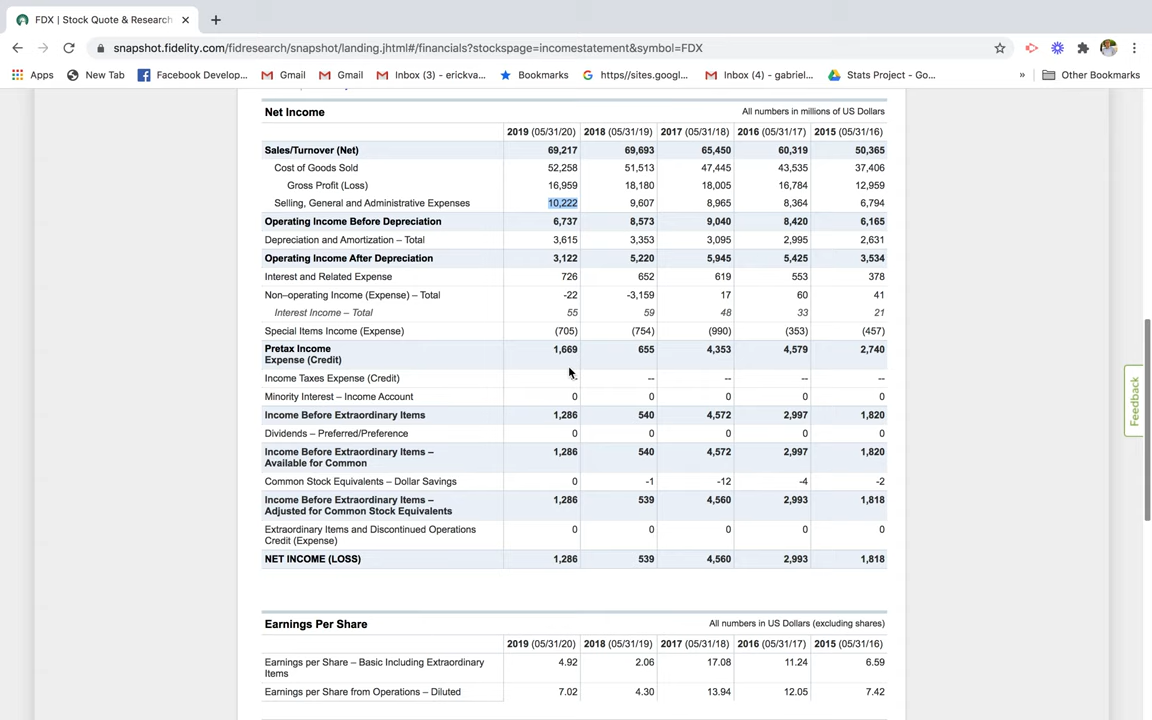 FDX | Stock Quote & Research
snapshot.fidelity.com/fidresearch/snapshot/landing.jhtml#/financials?stockspage=incomestatement&symbol=FDX
Apps New Tab Facebook Develop... Gmail Gmail Inbox (3) - erickva... Bookmarks https//sites.googl... Inbox (4) - gabriel... Stats Project - Go... » Other Bookmarks
Net Income All numbers in millions of US Dollars
2019 (05/31/20) 2018 (05/31/19) 2017 (05/31/18) 2016 (05/31/17) 2015 (05/31/16)
Sales/Turnover (Net) 69,217 69,693 65,450 60,319 50,365
Cost of Goods Sold 52,258 51,513 47,445 43,535 37,406
Gross Profit (Loss) 16,959 18,180 18,005 16,784 12,959
Selling, General and Administrative Expenses 10,222 9,607 8,965 8,364 6,794
Operating Income Before Depreciation 6,737 8,573 9,040 8,420 6,165
Depreciation and Amortization – Total 3,615 3,353 3,095 2,995 2,631
Operating Income After Depreciation 3,122 5,220 5,945 5,425 3,534
Interest and Related Expense 726 652 619 553 378
Non–operating Income (Expense) – Total -22 -3,159 17 60 41
Interest Income – Total 55 59 48 33 21
Special Items Income (Expense) (705) (754) (990) (353) (457)
Pretax Income 1,669 655 4,353 4,579 2,740
Expense (Credit)
Income Taxes Expense (Credit) -- -- -- -- --
Minority Interest – Income Account 0 0 0 0 0
Income Before Extraordinary Items 1,286 540 4,572 2,997 1,820
Dividends – Preferred/Preference 0 0 0 0 0
Income Before Extraordinary Items – 1,286 540 4,572 2,997 1,820
Available for Common
Common Stock Equivalents – Dollar Savings 0 -1 -12 -4 -2
Income Before Extraordinary Items – 1,286 539 4,560 2,993 1,818
Adjusted for Common Stock Equivalents
Extraordinary Items and Discontinued Operations 0 0 0 0 0
Credit (Expense)
NET INCOME (LOSS) 1,286 539 4,560 2,993 1,818
Feedback
Earnings Per Share All numbers in US Dollars (excluding shares)
2019 (05/31/20) 2018 (05/31/19) 2017 (05/31/18) 2016 (05/31/17) 2015 (05/31/16)
Earnings per Share – Basic Including Extraordinary 4.92 2.06 17.08 11.24 6.59
Items
Earnings per Share from Operations – Diluted 7.02 4.30 13.94 12.05 7.42